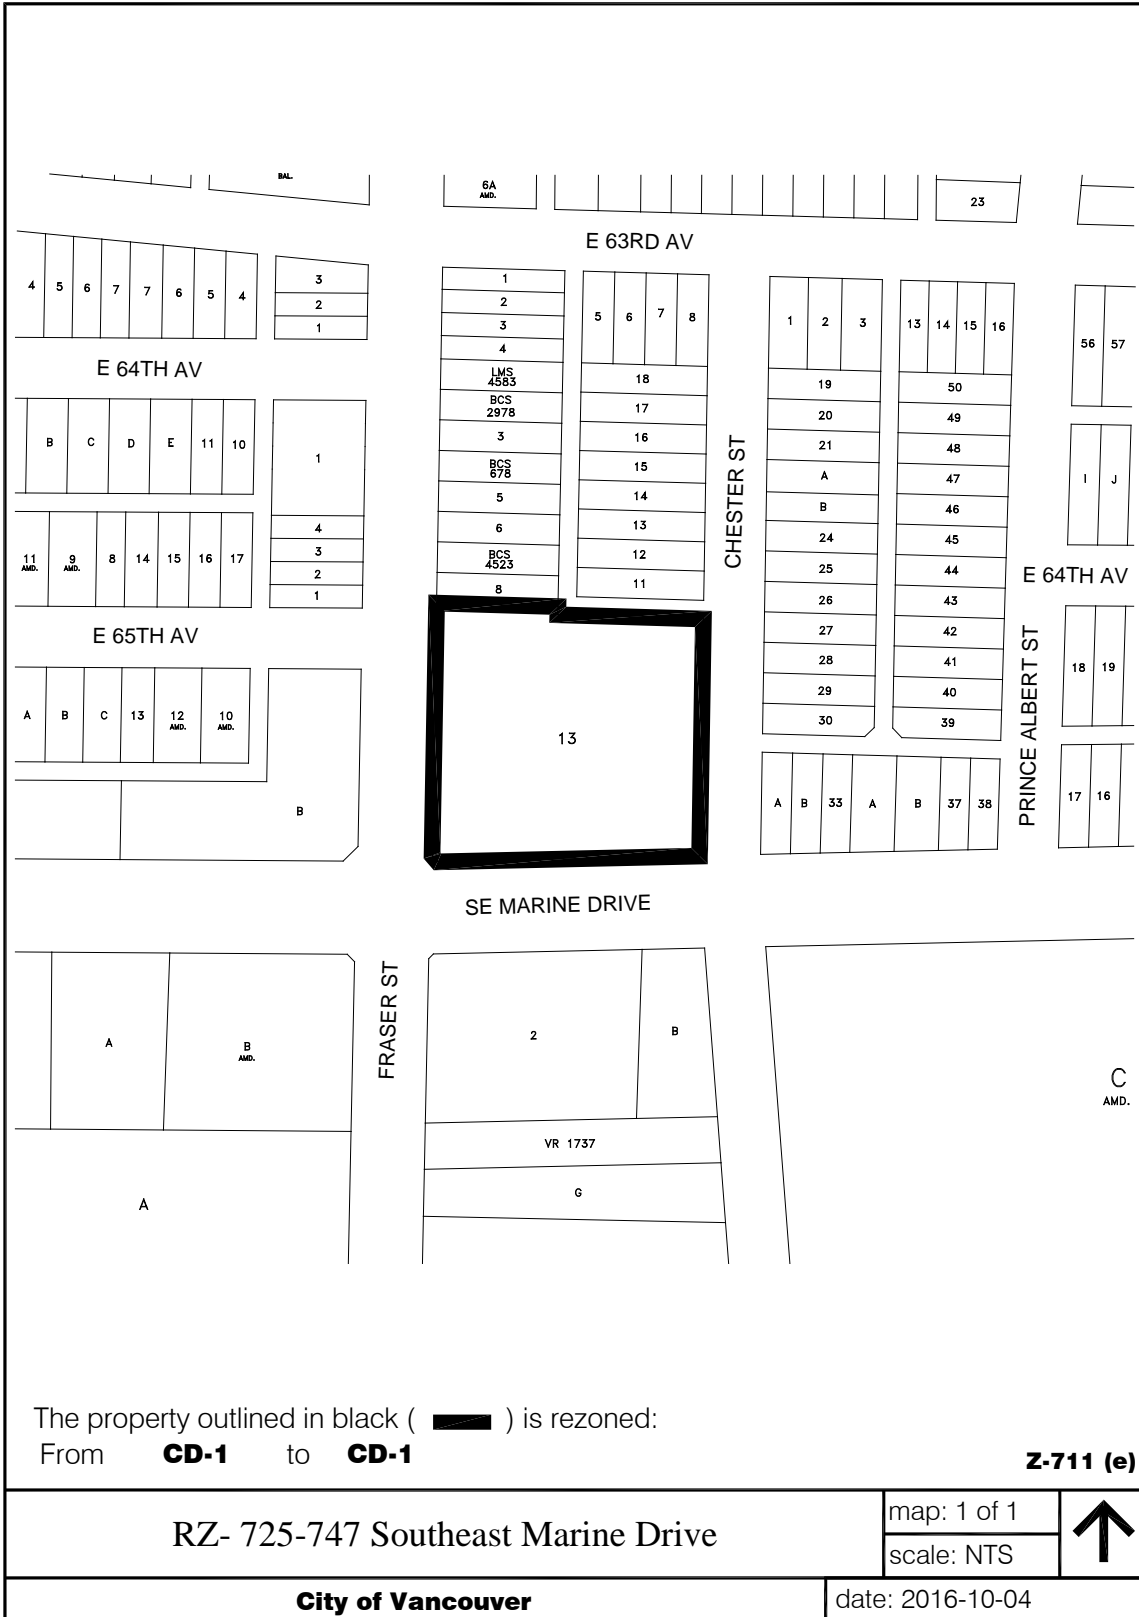 BAL.
6A
AMD.
23
E 63RD AV
4 5 6 7 7 6 5 4
3
2
1
1
2
3
4
LMS
4583
BCS
2978
3
BCS
678
5
6
BCS
4523
8
5 6 7 8
18
17
16
15
14
13
12
11
1 2 3
19
20
21
A
B
24
25
26
27
28
29
30
13 14 15 16
50
49
48
47
46
45
44
43
42
41
40
39
56 57
E 64TH AV
B C D E 11 10
1
4
3
2
1
CHESTER ST
I J
11
AMD.
9
AMD.
8 14 15 16 17
E 64TH AV
E 65TH AV
PRINCE ALBERT ST
18 19
A B C 13
12
AMD.
10
AMD.
B
13
A B 33 A B 37 38
17 16
SE MARINE DRIVE
FRASER ST
A
B
AMD.
2
B
C
AMD.
VR 1737
A
G
The property outlined in black ( ) is rezoned:
From CD-1 to CD-1
Z-711 (e)
RZ- 725-747 Southeast Marine Drive
map: 1 of 1
scale: NTS
City of Vancouver
date: 2016-10-04